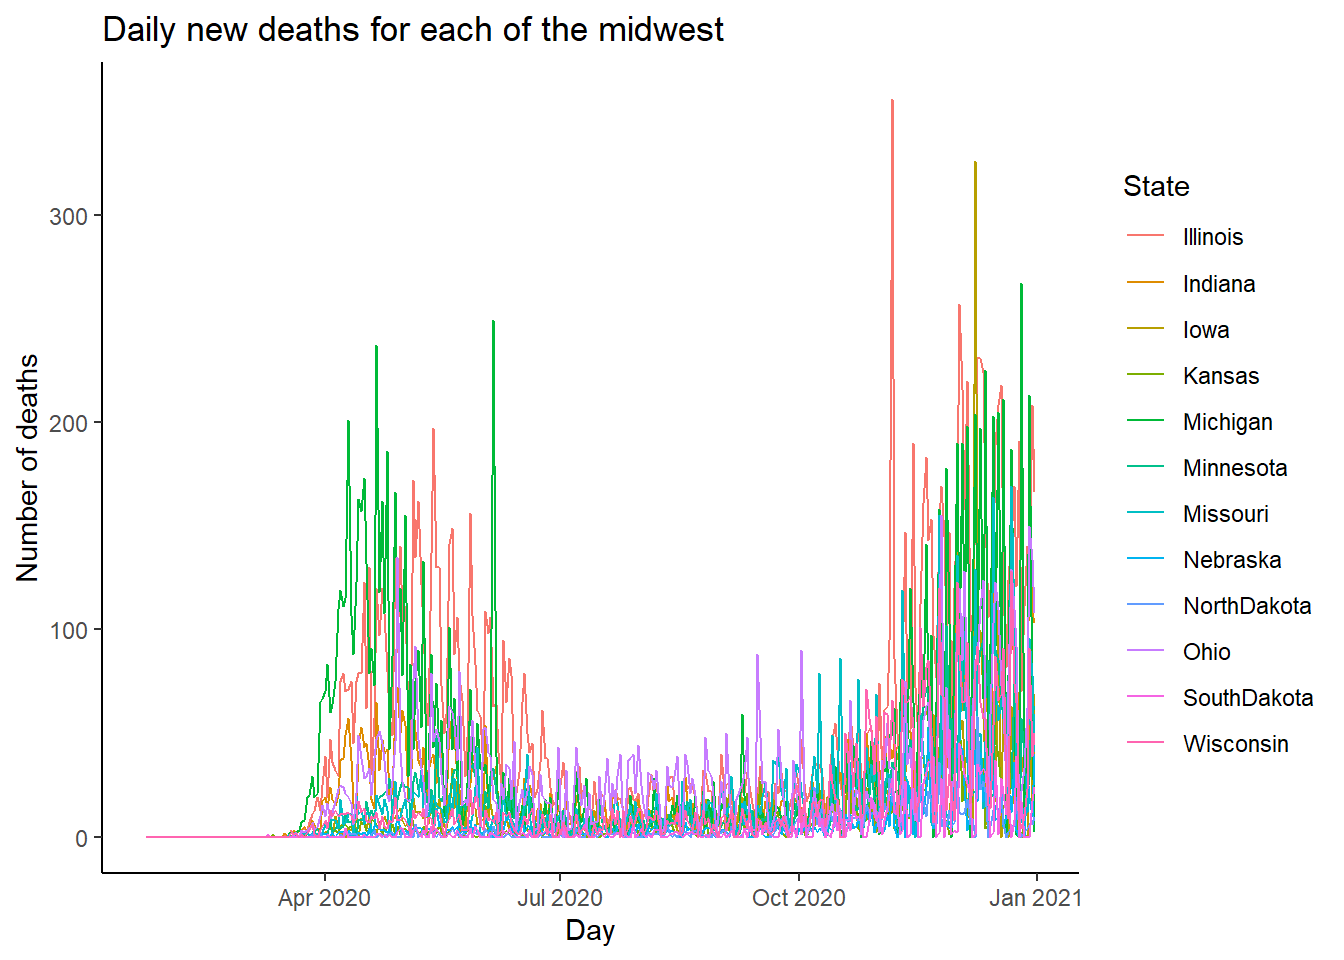 Daily new deaths for each of the midwest
Number of deaths
300
200
100
0
Apr 2020
Jul 2020
Oct 2020
Jan 2021
Day
State
Illinois
Indiana
Iowa
Kansas
Michigan
Minnesota
Missouri
Nebraska
NorthDakota
Ohio
SouthDakota
Wisconsin